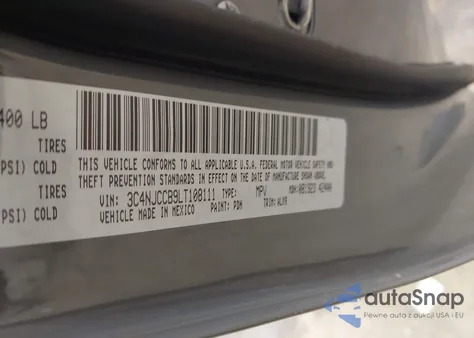 400 LB
TIRES
PSI) COLD
TIRES
PSI) COLD
THIS VEHICLE CONFORMS TO ALL APPLICABLE U.S.A. FEDERAL MOTOR VEHICLE SAFETY AND
THEFT PREVENTION STANDARDS IN EFFECT ON THE DATE OF MANUFACTURE SHOWN ABOVE
VIN: 3C4NJCCB9LT108111 TYPE: MPV
VEHICLE MADE IN MEXICO PAINT: PDN TRIM: ALX9
autaSnap
Pewne auta z aukcji USA i EU